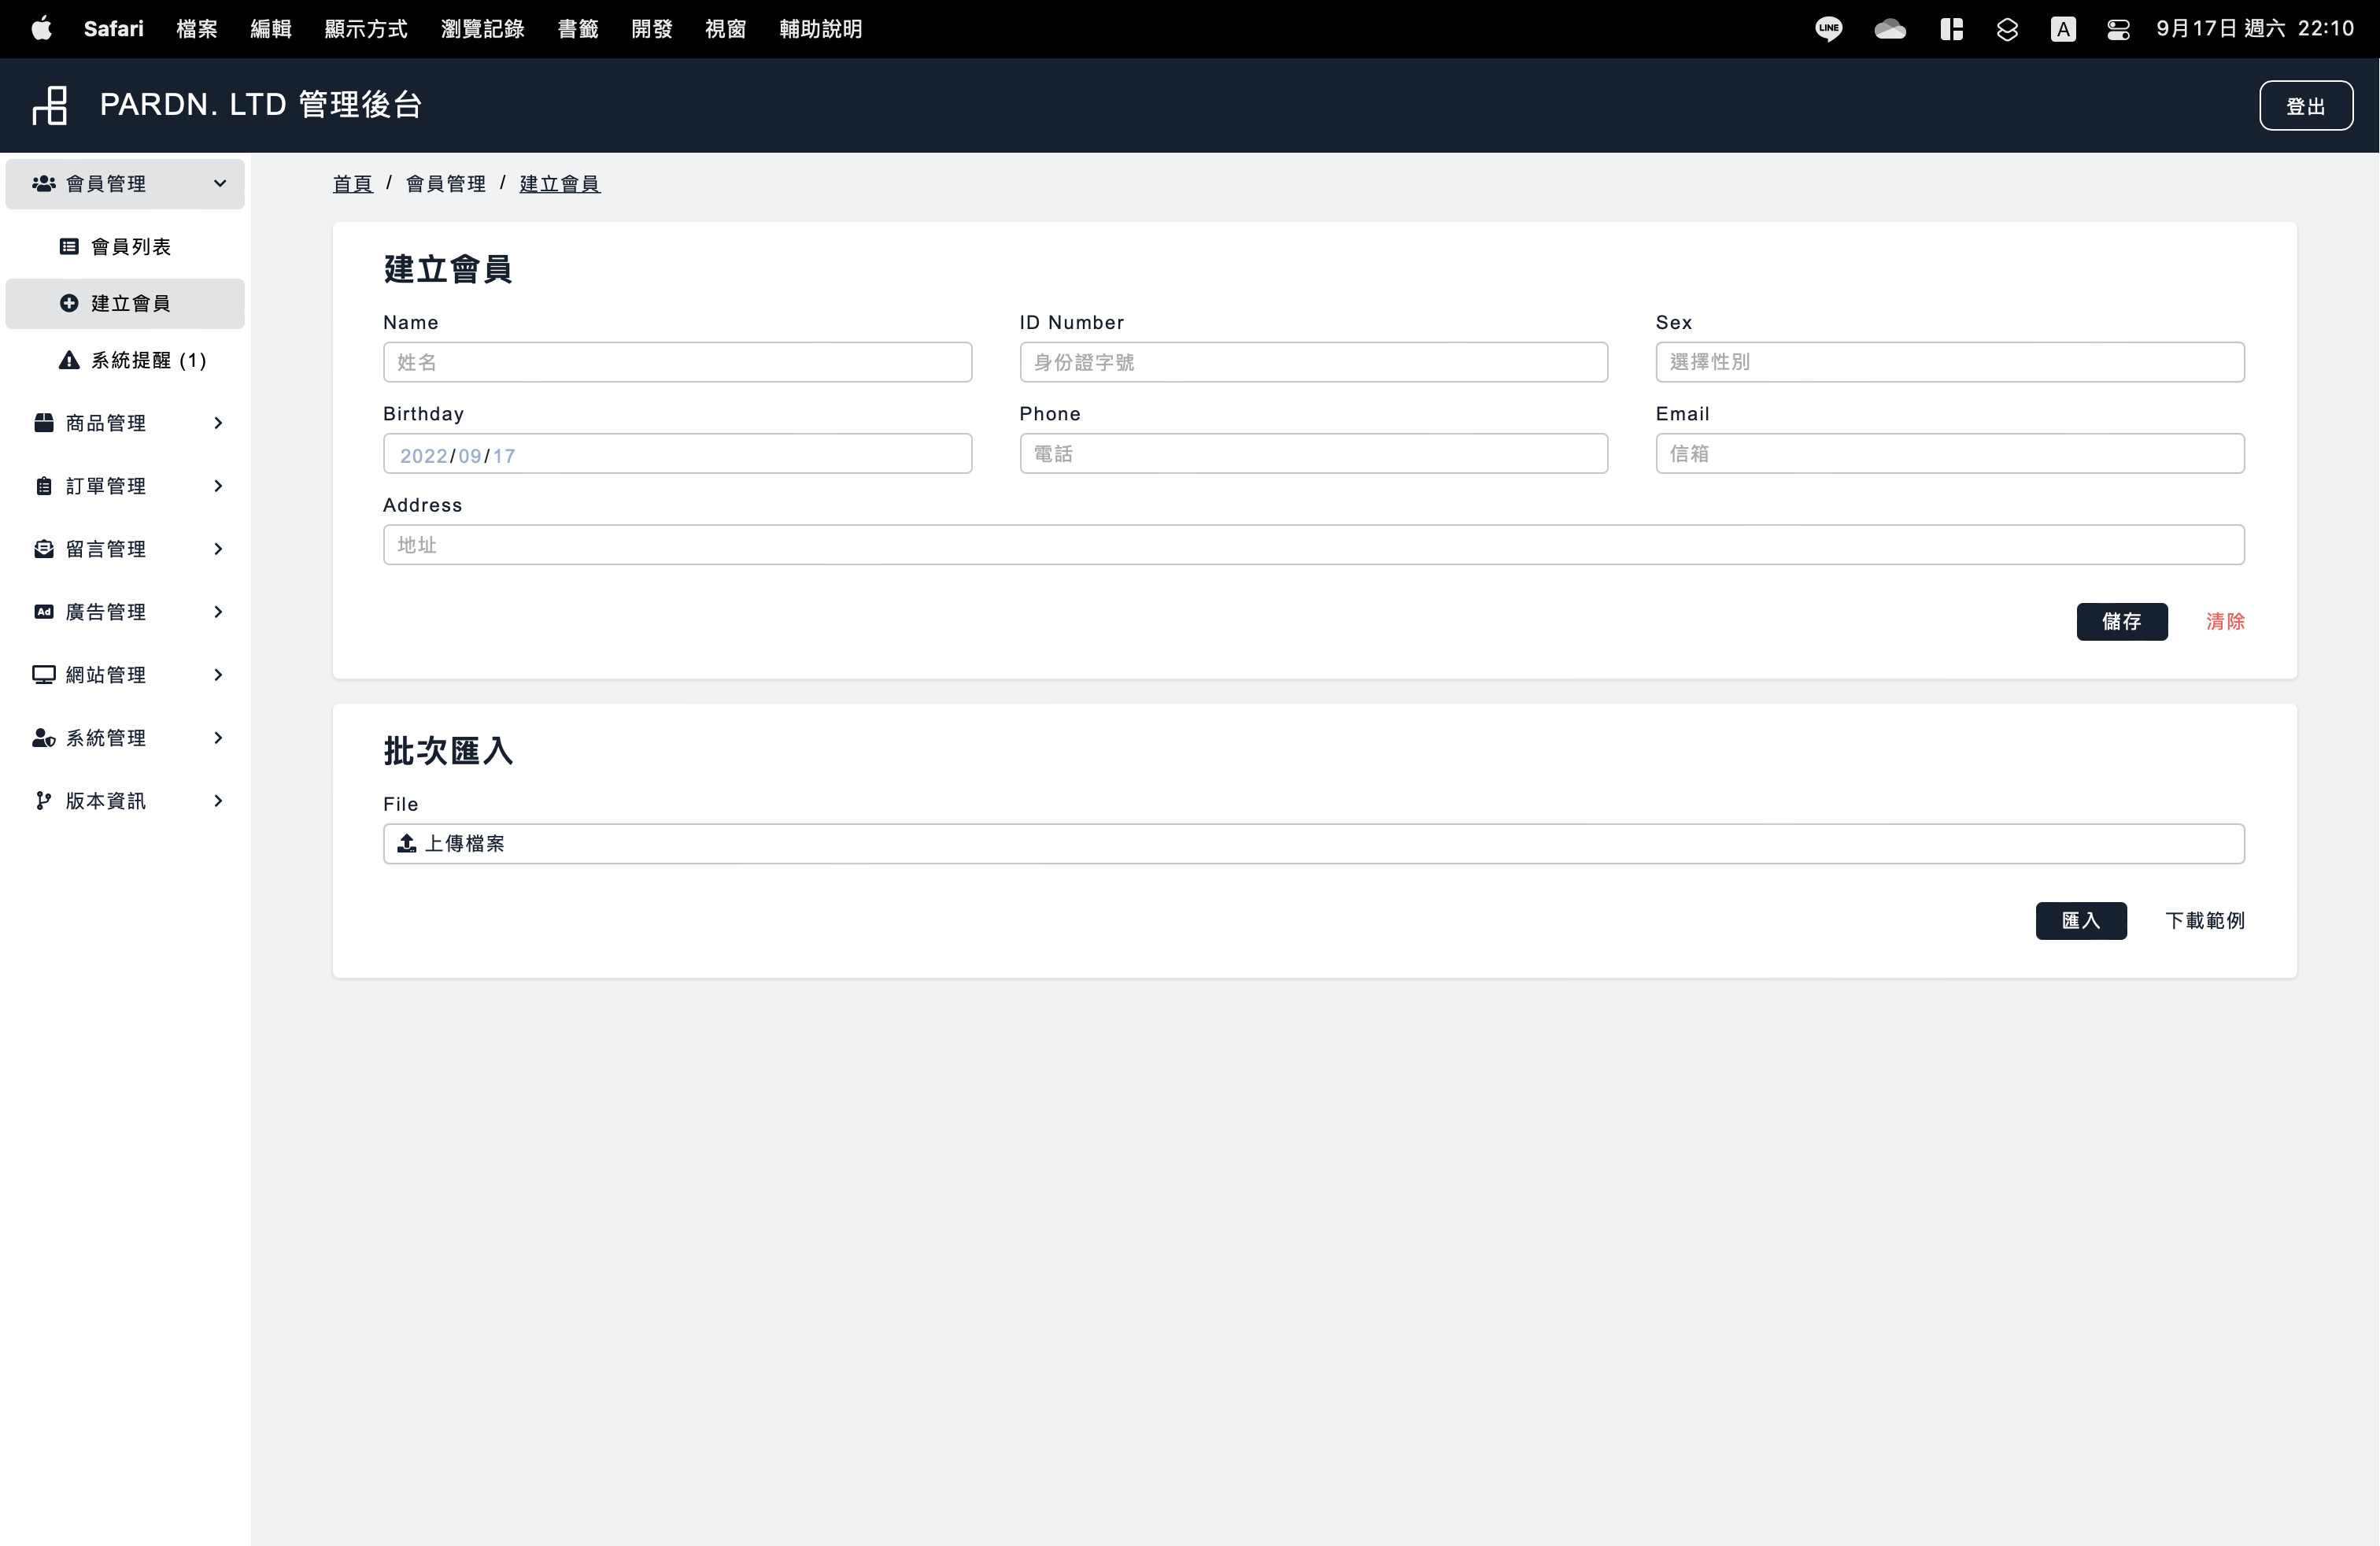 Safari 檔案 編輯 顯示方式 瀏覽記錄 書籤 開發 視窗 輔助說明 LINE A 9月17日 週六 22:10
PARDN. LTD 管理後台 登出
會員管理
會員列表
建立會員
系統提醒 (1)
商品管理
訂單管理
留言管理
Ad 廣告管理
網站管理
系統管理
版本資訊
首頁 / 會員管理 / 建立會員
建立會員
Name ID Number Sex
姓名 身份證字號 選擇性別
Birthday Phone Email
2022/09/17 電話 信箱
Address
地址
儲存 清除
批次匯入
File
上傳檔案
匯入 下載範例